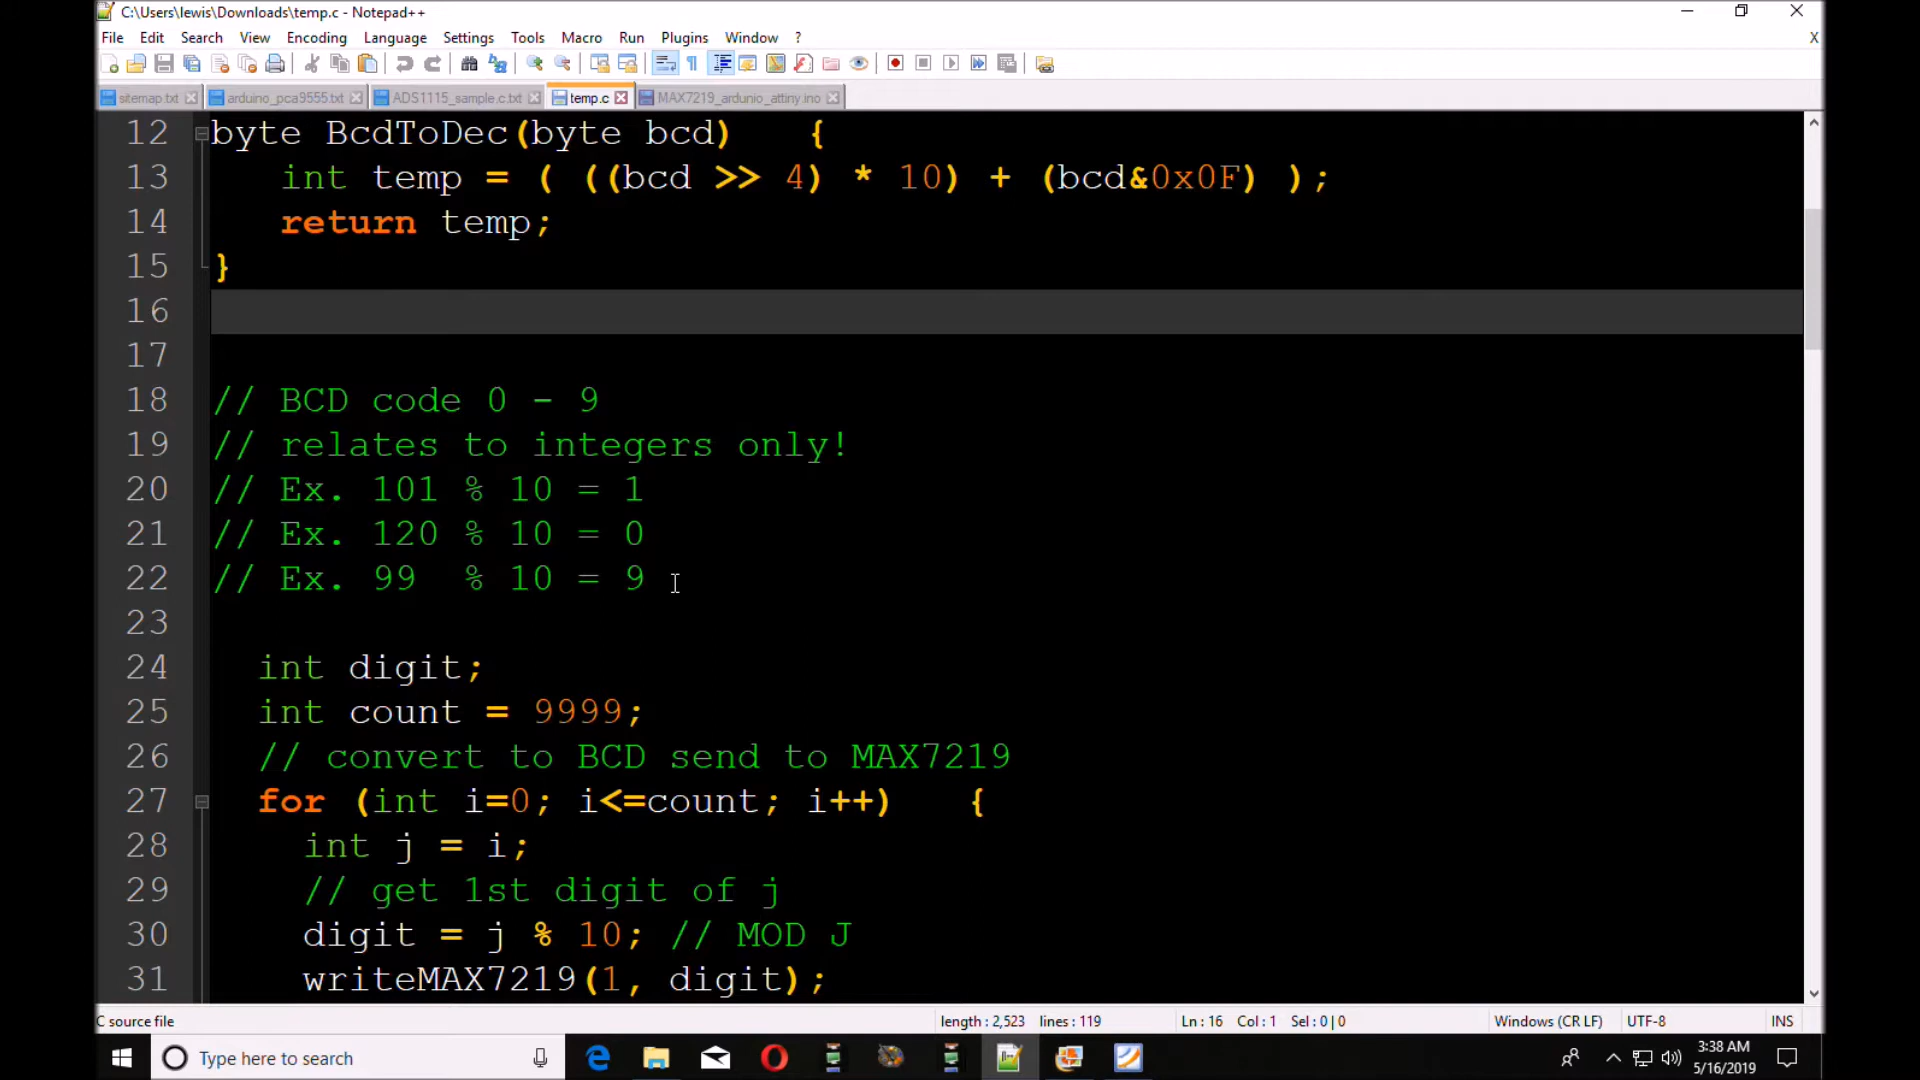 C:\Users\lewis\Downloads\temp.c - Notepad++
File Edit Search View Encoding Language Settings Tools Macro Run Plugins Window ? X
sitemap.txt arduino_pca9555.txt ADS1115_sample.c.txt temp.c MAX7219_ardunio_attiny.ino
12 byte BcdToDec(byte bcd) {
13 int temp = ( ((bcd >> 4) * 10) + (bcd&0x0F) );
14 return temp;
15 }
16
17
18 // BCD code 0 - 9
19 // relates to integers only!
20 // Ex. 101 % 10 = 1
21 // Ex. 120 % 10 = 0
22 // Ex. 99 % 10 = 9
23
24 int digit;
25 int count = 9999;
26 // convert to BCD send to MAX7219
27 for (int i=0; i<=count; i++) {
28 int j = i;
29 // get 1st digit of j
30 digit = j % 10; // MOD J
31 writeMAX7219(1, digit);
C source file length : 2,523 lines : 119 Ln : 16 Col : 1 Sel : 0 | 0 Windows (CR LF) UTF-8 INS
Type here to search 3:38 AM
5/16/2019